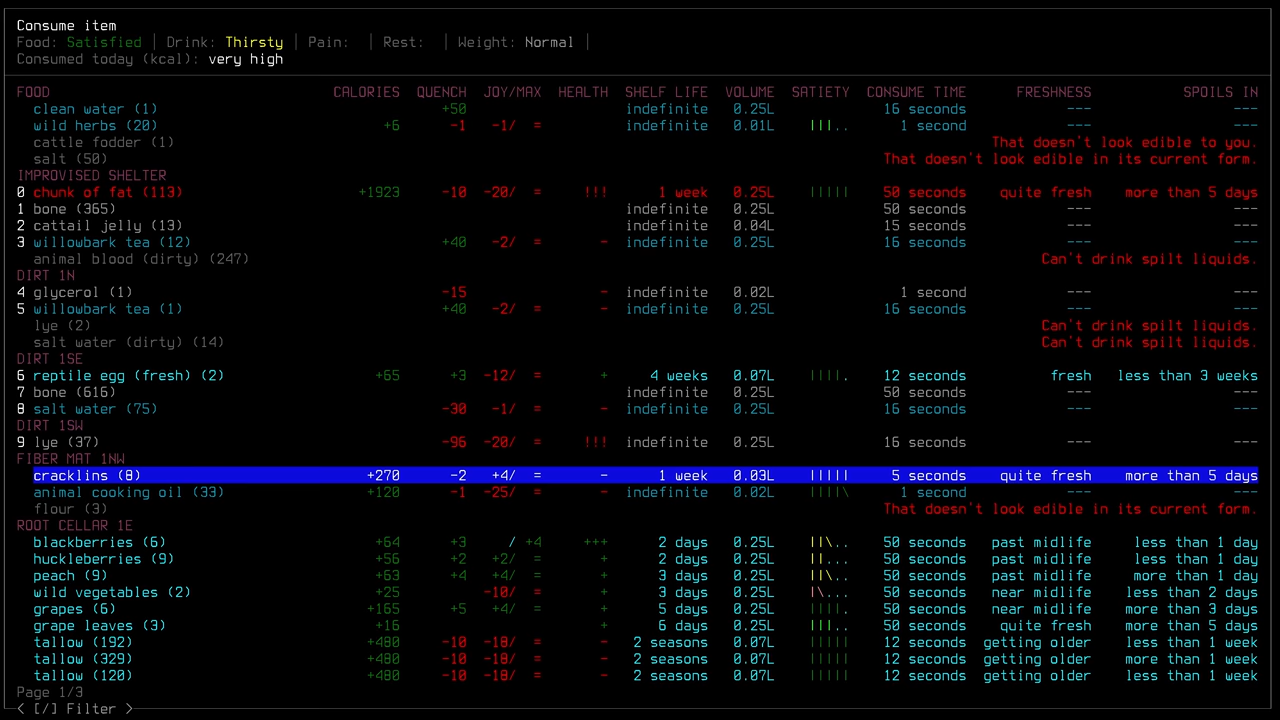 Consume item
Food: Satisfied | Drink: Thirsty | Pain: | Rest: | Weight: Normal |
Consumed today (kcal): very high
FOOD CALORIES QUENCH JOY/MAX HEALTH SHELF LIFE VOLUME SATIETY CONSUME TIME FRESHNESS SPOILS IN
clean water (1) +50 indefinite 0.25L 16 seconds --- ---
wild herbs (20) +6 -1 -1/ = indefinite 0.01L |||.. 1 second --- ---
cattle fodder (1) That doesn't look edible to you.
salt (50) That doesn't look edible in its current form.
IMPROVISED SHELTER
0 chunk of fat (113) +1923 -10 -20/ = !!! 1 week 0.25L ||||| 50 seconds quite fresh more than 5 days
1 bone (365) indefinite 0.25L 50 seconds --- ---
2 cattail jelly (13) indefinite 0.04L 15 seconds --- ---
3 willowbark tea (12) +40 -2/ = - indefinite 0.25L 16 seconds --- ---
animal blood (dirty) (247) Can't drink spilt liquids.
DIRT 1N
4 glycerol (1) -15 - indefinite 0.02L 1 second --- ---
5 willowbark tea (1) +40 -2/ = - indefinite 0.25L 16 seconds --- ---
lye (2) Can't drink spilt liquids.
salt water (dirty) (14) Can't drink spilt liquids.
DIRT 1SE
6 reptile egg (fresh) (2) +65 +3 -12/ = + 4 weeks 0.07L ||||. 12 seconds fresh less than 3 weeks
7 bone (616) indefinite 0.25L 50 seconds --- ---
8 salt water (75) -30 -1/ = - indefinite 0.25L 16 seconds --- ---
DIRT 1SW
9 lye (37) -96 -20/ = !!! indefinite 0.25L 16 seconds --- ---
FIBER MAT 1NW
cracklins (8) +270 -2 +4/ = - 1 week 0.03L ||||| 5 seconds quite fresh more than 5 days
animal cooking oil (33) +120 -1 -25/ = - indefinite 0.02L ||||\ 1 second --- ---
flour (3) That doesn't look edible in its current form.
ROOT CELLAR 1E
blackberries (6) +64 +3 / +4 +++ 2 days 0.25L ||\.. 50 seconds past midlife less than 1 day
huckleberries (9) +56 +2 +2/ = + 2 days 0.25L ||... 50 seconds past midlife less than 1 day
peach (9) +63 +4 +4/ = + 3 days 0.25L ||\.. 50 seconds past midlife more than 1 day
wild vegetables (2) +25 -10/ = + 3 days 0.25L |\... 50 seconds near midlife less than 2 days
grapes (6) +165 +5 +4/ = + 5 days 0.25L ||||. 50 seconds near midlife more than 3 days
grape leaves (3) +16 + 6 days 0.25L |||.. 50 seconds quite fresh more than 5 days
tallow (192) +480 -10 -18/ = - 2 seasons 0.07L ||||| 12 seconds getting older less than 1 week
tallow (329) +480 -10 -18/ = - 2 seasons 0.07L ||||| 12 seconds getting older more than 1 week
tallow (120) +480 -10 -18/ = - 2 seasons 0.07L ||||| 12 seconds getting older less than 1 week
Page 1/3
< [/] Filter >